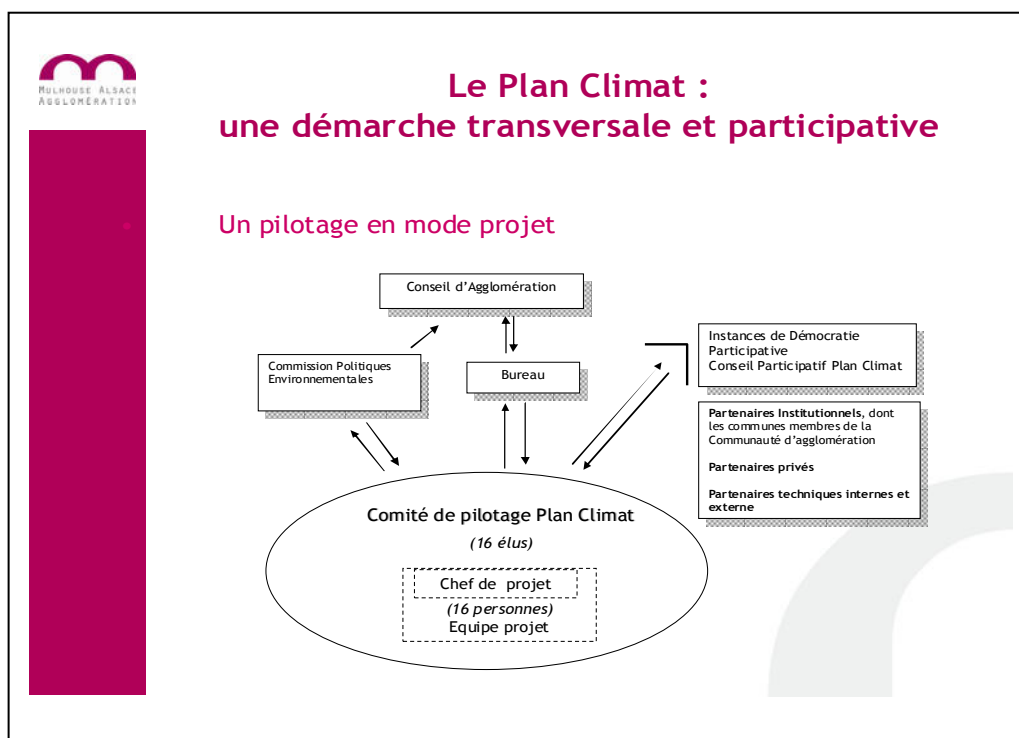 MULHOUSE ALSACE
AGGLOMÉRATION
Le Plan Climat :
une démarche transversale et participative
Un pilotage en mode projet
Conseil d’Agglomération
Commission Politiques
Environnementales
Bureau
Instances de Démocratie
Participative
Conseil Participatif Plan Climat
Partenaires Institutionnels, dont
les communes membres de la
Communauté d’agglomération
Partenaires privés
Partenaires techniques internes et
externe
Comité de pilotage Plan Climat
(16 élus)
Chef de projet
(16 personnes)
Equipe projet